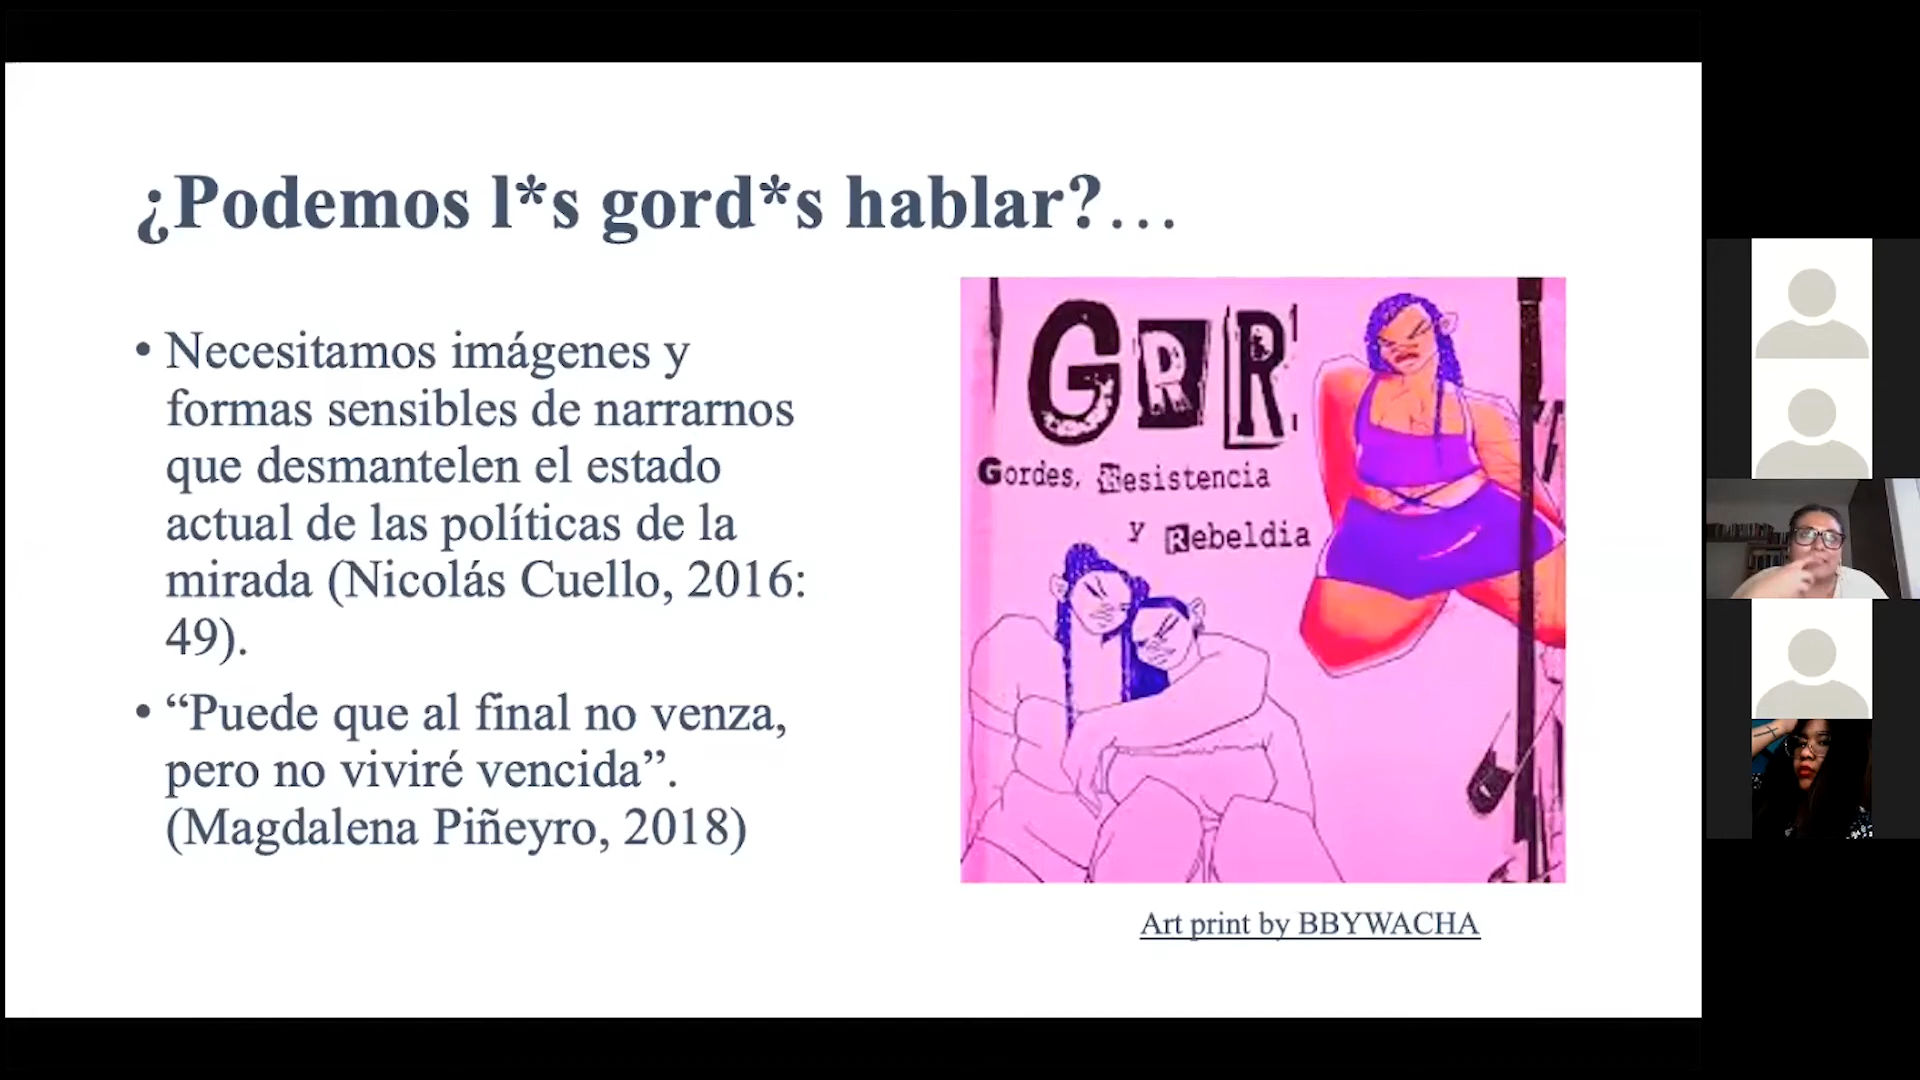 ¿Podemos l*s gord*s hablar?…
• Necesitamos imágenes y
formas sensibles de narrarnos
que desmantelen el estado
actual de las políticas de la
mirada (Nicolás Cuello, 2016:
49).
• “Puede que al final no venza,
pero no viviré vencida”.
(Magdalena Piñeyro, 2018)
GRR
Gordes, Resistencia
y Rebeldia
Art print by BBYWACHA